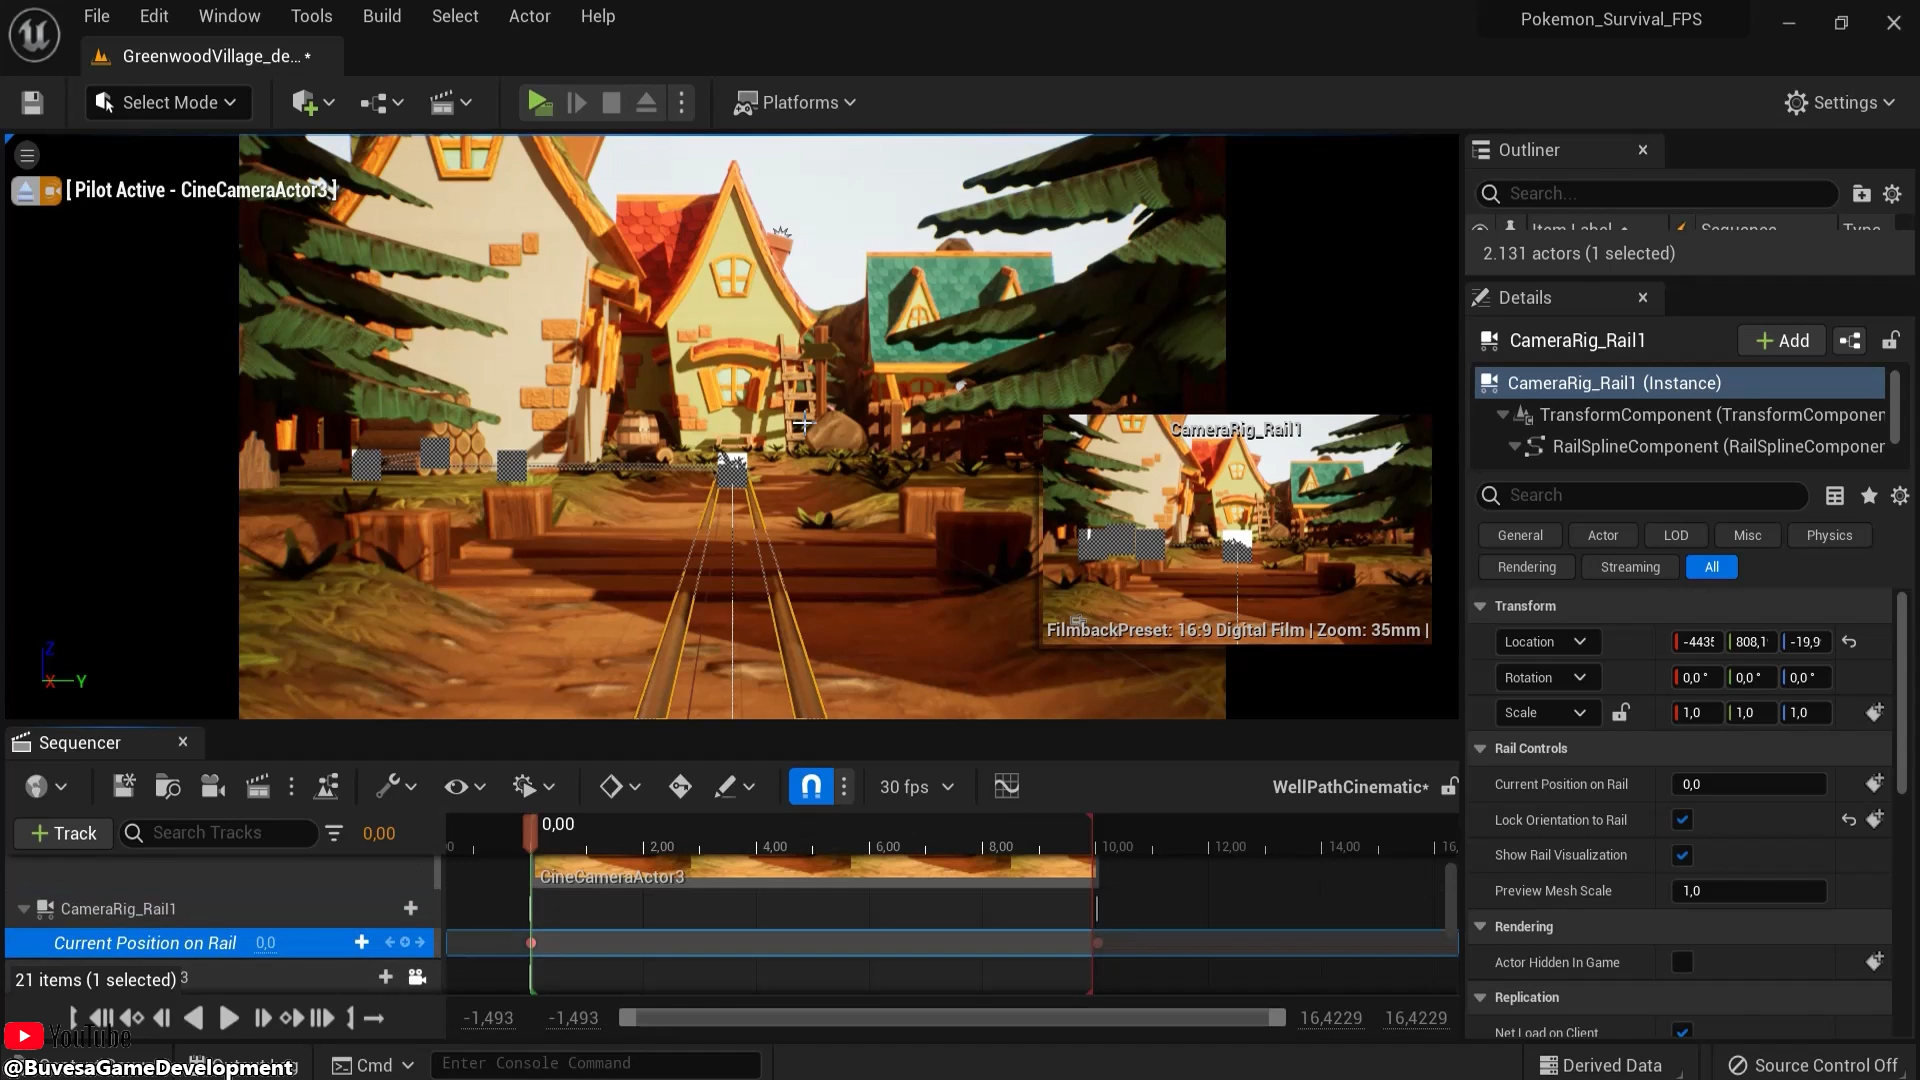 File Edit Window Tools Build Select Actor Help
Pokemon_Survival_FPS
GreenwoodVillage_de... *
Select Mode
Platforms
Settings
[ Pilot Active - CineCameraActor3 ]
Z
X
Y
CameraRig_Rail1
FilmbackPreset: 16:9 Digital Film | Zoom: 35mm |
Outliner
Search...
Item Label Sequence Type
2.131 actors (1 selected)
Details
CameraRig_Rail1
Add
CameraRig_Rail1 (Instance)
TransformComponent (TransformComponen
RailSplineComponent (RailSplineComponer
Search
General Actor LOD Misc Physics
Rendering Streaming All
Transform
Location -4435 808,1 -19,9
Rotation 0,0 ° 0,0 ° 0,0 °
Scale 1,0 1,0 1,0
Rail Controls
Current Position on Rail 0,0
Lock Orientation to Rail
Show Rail Visualization
Preview Mesh Scale 1,0
Rendering
Actor Hidden In Game
Replication
Net Load on Client
Sequencer
30 fps
WellPathCinematic*
Track
Search Tracks
0,00
0,00
2,00 4,00 6,00 8,00 10,00 12,00 14,00 16,
CineCameraActor3
CameraRig_Rail1
Current Position on Rail 0,0
21 items (1 selected) 3
-1,493 -1,493 16,4229 16,4229
YouTube
@BuvesaGameDevelopment
Cmd
Enter Console Command
Derived Data
Source Control Off